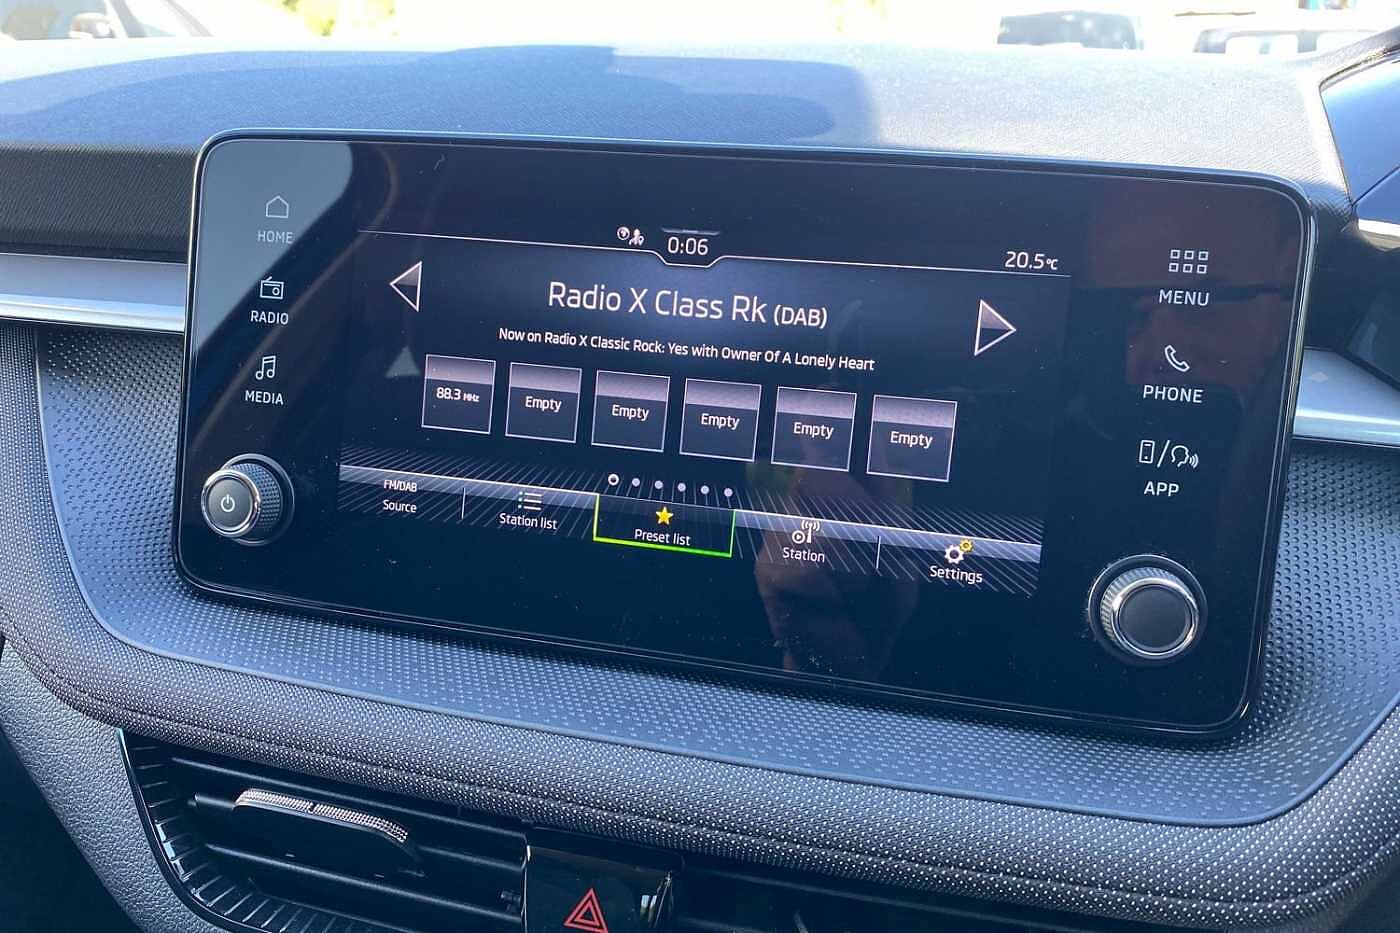 HOME
RADIO
MEDIA
0:06
20.5°C
Radio X Class Rk (DAB)
Now on Radio X Classic Rock: Yes with Owner Of A Lonely Heart
88.3 MHz
Empty
Empty
Empty
Empty
Empty
FM/DAB
Source
Station list
Preset list
Station
Settings
MENU
PHONE
APP